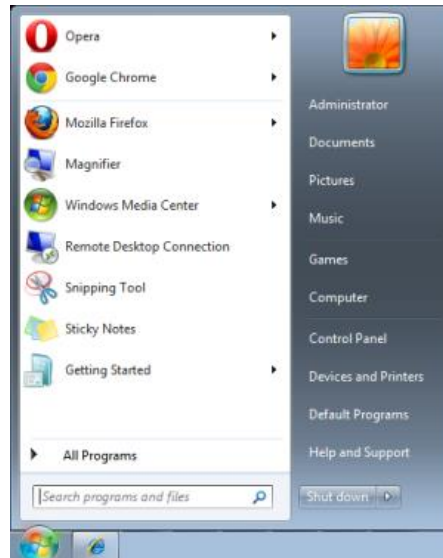 Opera
Google Chrome
Mozilla Firefox
Magnifier
Windows Media Center
Remote Desktop Connection
Snipping Tool
Sticky Notes
Getting Started
All Programs
Search programs and files
Administrator
Documents
Pictures
Music
Games
Computer
Control Panel
Devices and Printers
Default Programs
Help and Support
Shut down